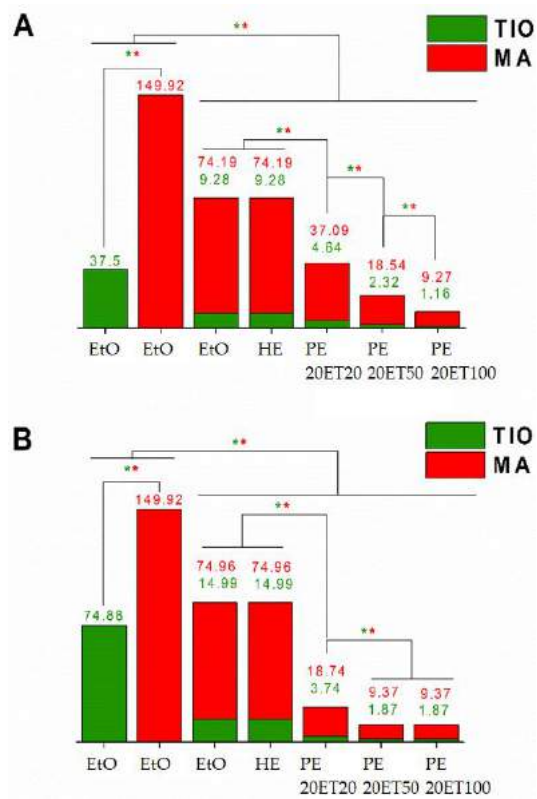 A
TIO
MA
**
**
149.92
74.19
9.28
74.19
9.28
**
37.09
4.64
**
18.54
2.32
**
9.27
1.16
37.5
EtO
EtO
EtO
HE
PE
20ET20
PE
20ET50
PE
20ET100
B
TIO
MA
**
**
149.92
74.96
14.99
74.96
14.99
**
18.74
3.74
**
9.37
1.87
9.37
1.87
74.88
EtO
EtO
EtO
HE
PE
20ET20
PE
20ET50
PE
20ET100